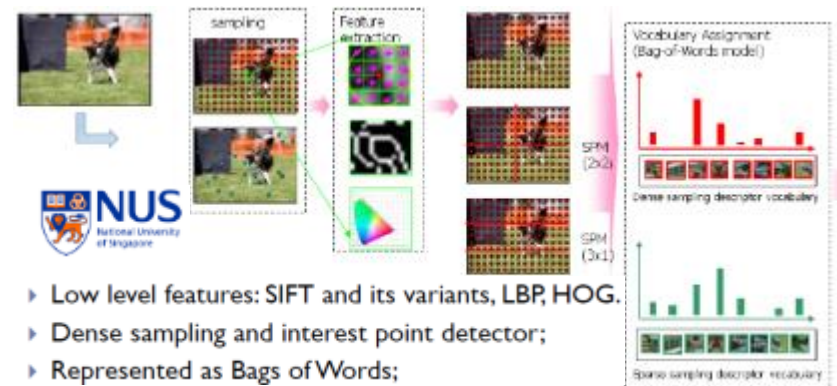 sampling
Feature
extraction
Vocabulary Assignment
(Bag-of-Words model)
SPM
(2x2)
Dense sampling descriptor vocabulary
NUS
National University
of Singapore
SPM
(3x1)
Low level features: SIFT and its variants, LBP, HOG.
Dense sampling and interest point detector;
Represented as Bags of Words;
Sparse sampling descriptor vocabulary